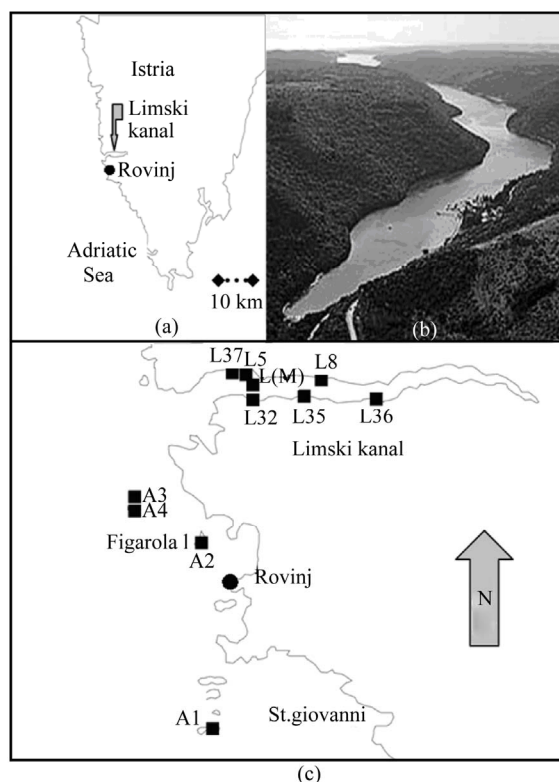 Istria
Limski
kanal
Rovinj
Adriatic
Sea
10 km
(a)
(b)
L37 L5
L(M)
L8
L32
L35
L36
Limski kanal
A3
A4
Figarola l
A2
Rovinj
N
A1
St.giovanni
(c)